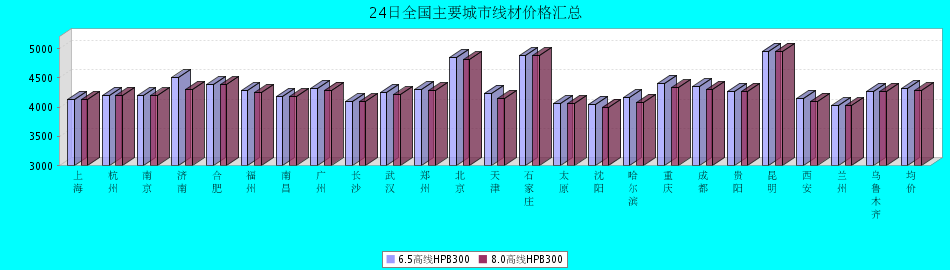 24日全国主要城市线材价格汇总
5000
4500
4000
3500
3000
上海
杭州
南京
济南
合肥
福州
南昌
广州
长沙
武汉
郑州
北京
天津
石家庄
太原
沈阳
哈尔滨
重庆
成都
贵阳
昆明
西安
兰州
乌鲁木齐
均价
6.5高线HPB300 8.0高线HPB300